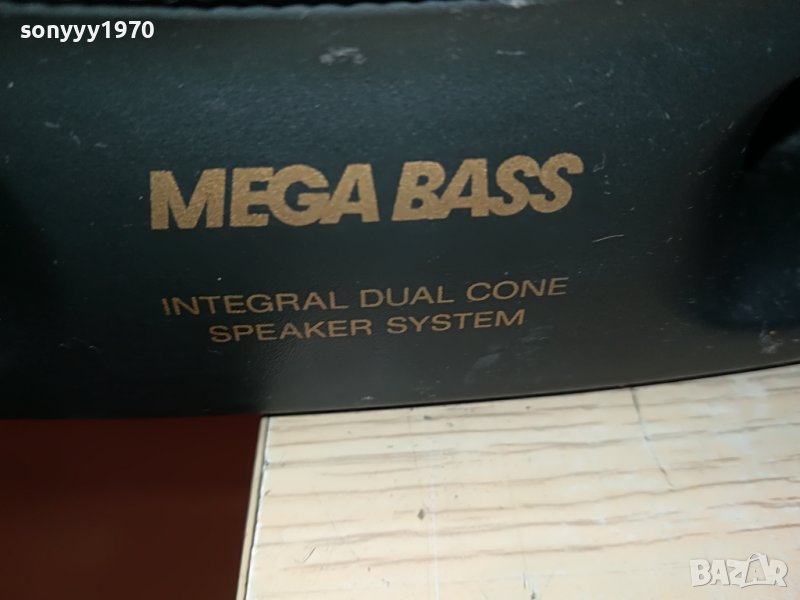 sonyyy1970
MEGA BASS
INTEGRAL DUAL CONE
SPEAKER SYSTEM
BAZAR